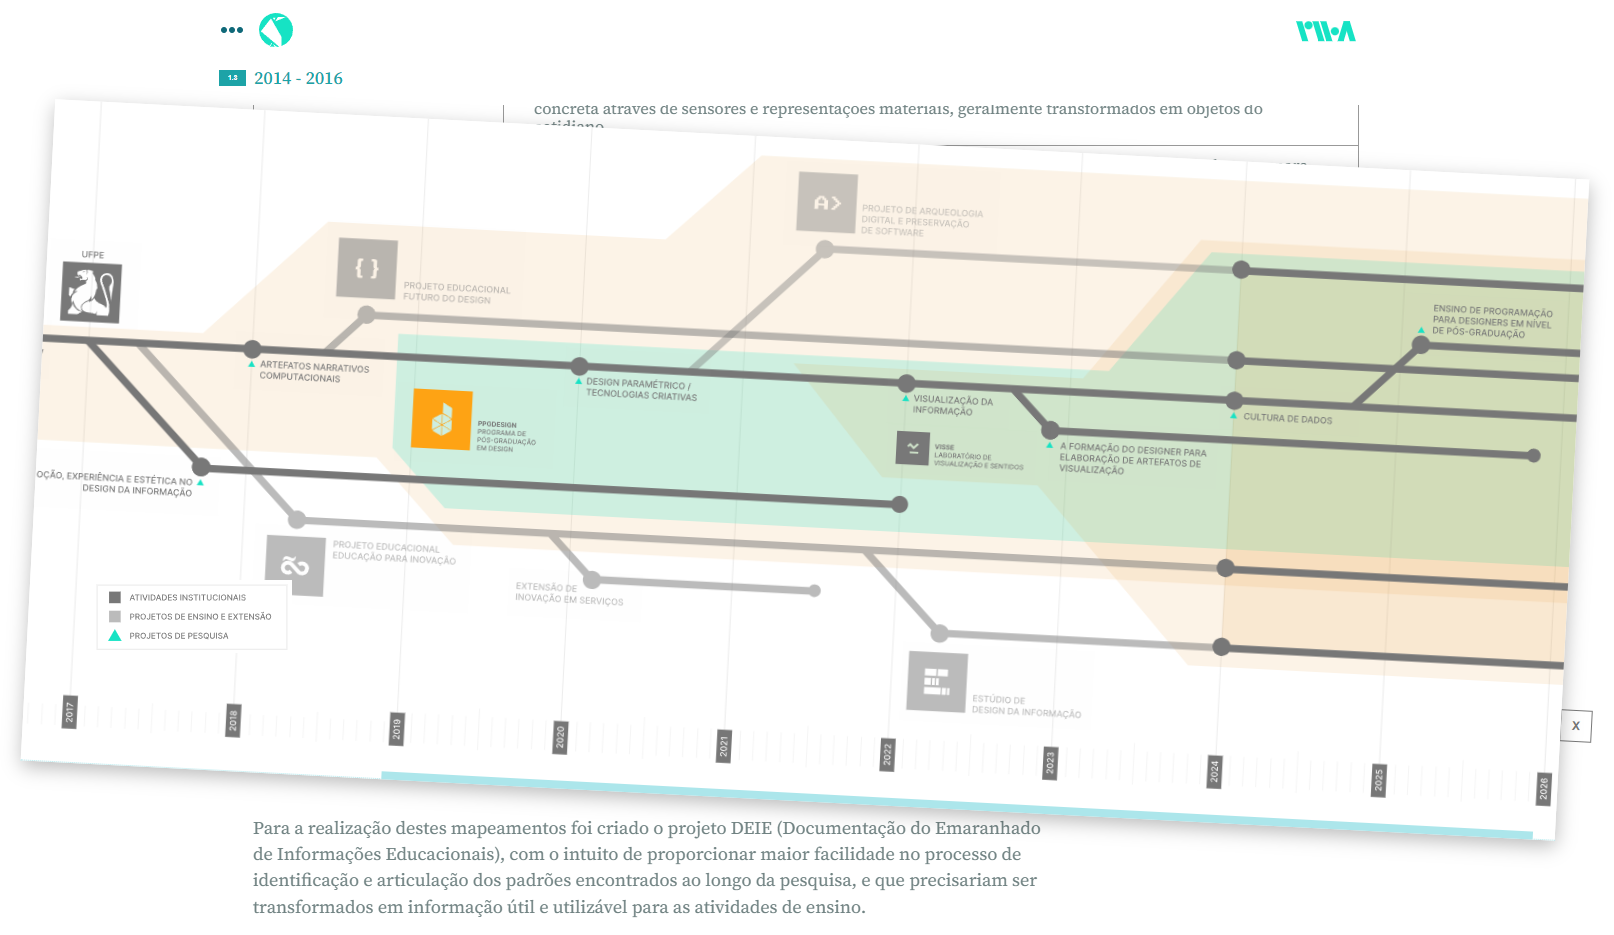 1.3 2014 - 2016
concreta através de sensores e representações materiais, geralmente transformados em objetos do
cotidiano
UFPE
PROJETO DE ARQUEOLOGIA
DIGITAL E PRESERVAÇÃO
DE SOFTWARE
A>
{ }
PROJETO EDUCACIONAL
FUTURO DO DESIGN
ENSINO DE PROGRAMAÇÃO
PARA DESIGNERS EM NÍVEL
DE PÓS-GRADUAÇÃO
ARTEFATOS NARRATIVOS
COMPUTACIONAIS
DESIGN PARAMÉTRICO /
TECNOLOGIAS CRIATIVAS
VISUALIZAÇÃO DA
INFORMAÇÃO
CULTURA DE DADOS
PPGDESIGN
PROGRAMA DE
PÓS-GRADUAÇÃO
EM DESIGN
VISSE
LABORATÓRIO DE
VISUALIZAÇÃO E SENTIDOS
A FORMAÇÃO DO DESIGNER PARA
ELABORAÇÃO DE ARTEFATOS DE
VISUALIZAÇÃO
OÇÃO, EXPERIÊNCIA E ESTÉTICA NO
DESIGN DA INFORMAÇÃO
PROJETO EDUCACIONAL
EDUCAÇÃO PARA INOVAÇÃO
EXTENSÃO DE
INOVAÇÃO EM SERVIÇOS
ATIVIDADES INSTITUCIONAIS
PROJETOS DE ENSINO E EXTENSÃO
PROJETOS DE PESQUISA
ESTÚDIO DE
DESIGN DA INFORMAÇÃO
2017
2018
2019
2020
2021
2022
2023
2024
2025
2026
X
Para a realização destes mapeamentos foi criado o projeto DEIE (Documentação do Emaranhado
de Informações Educacionais), com o intuito de proporcionar maior facilidade no processo de
identificação e articulação dos padrões encontrados ao longo da pesquisa, e que precisariam ser
transformados em informação útil e utilizável para as atividades de ensino.